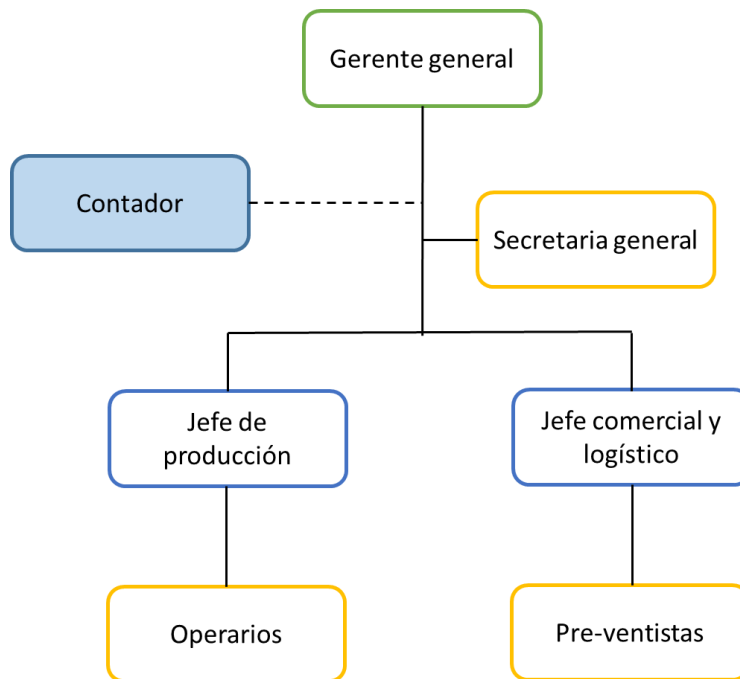 Gerente general
Contador
Secretaria general
Jefe de
producción
Jefe comercial y
logístico
Operarios
Pre-ventistas